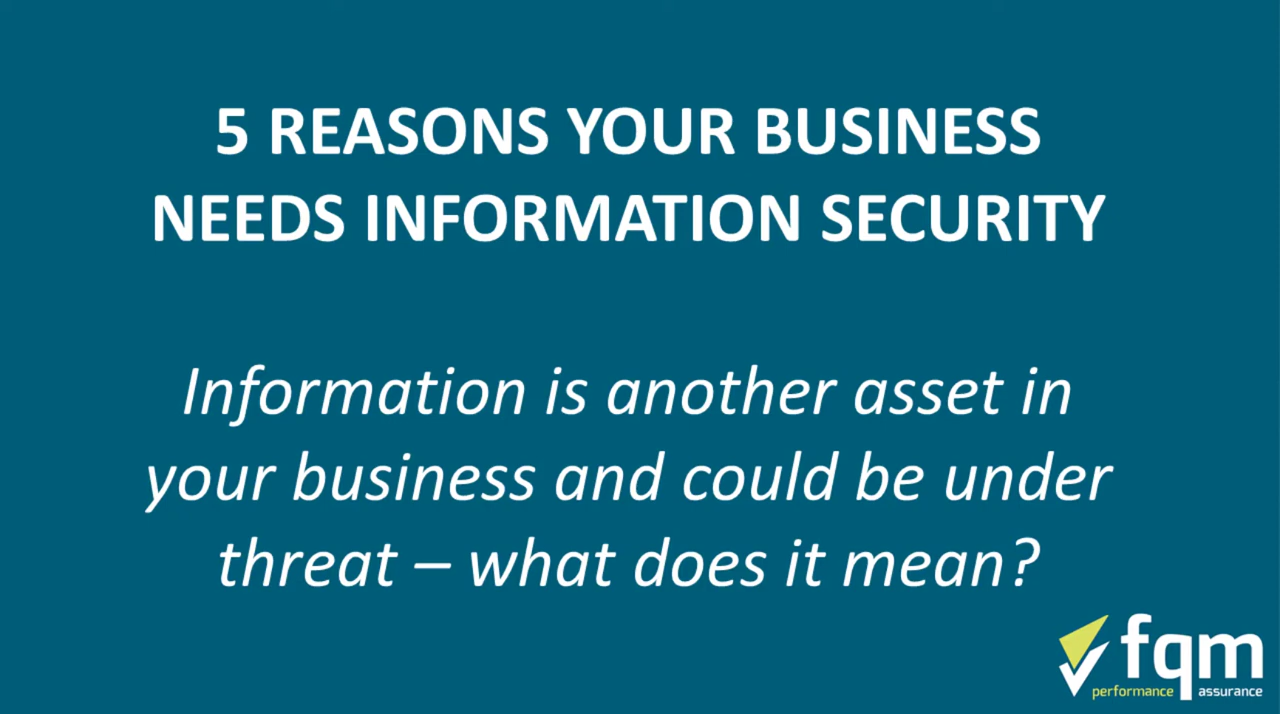 5 REASONS YOUR BUSINESS
NEEDS INFORMATION SECURITY
Information is another asset in
your business and could be under
threat – what does it mean?
fqm
performance assurance